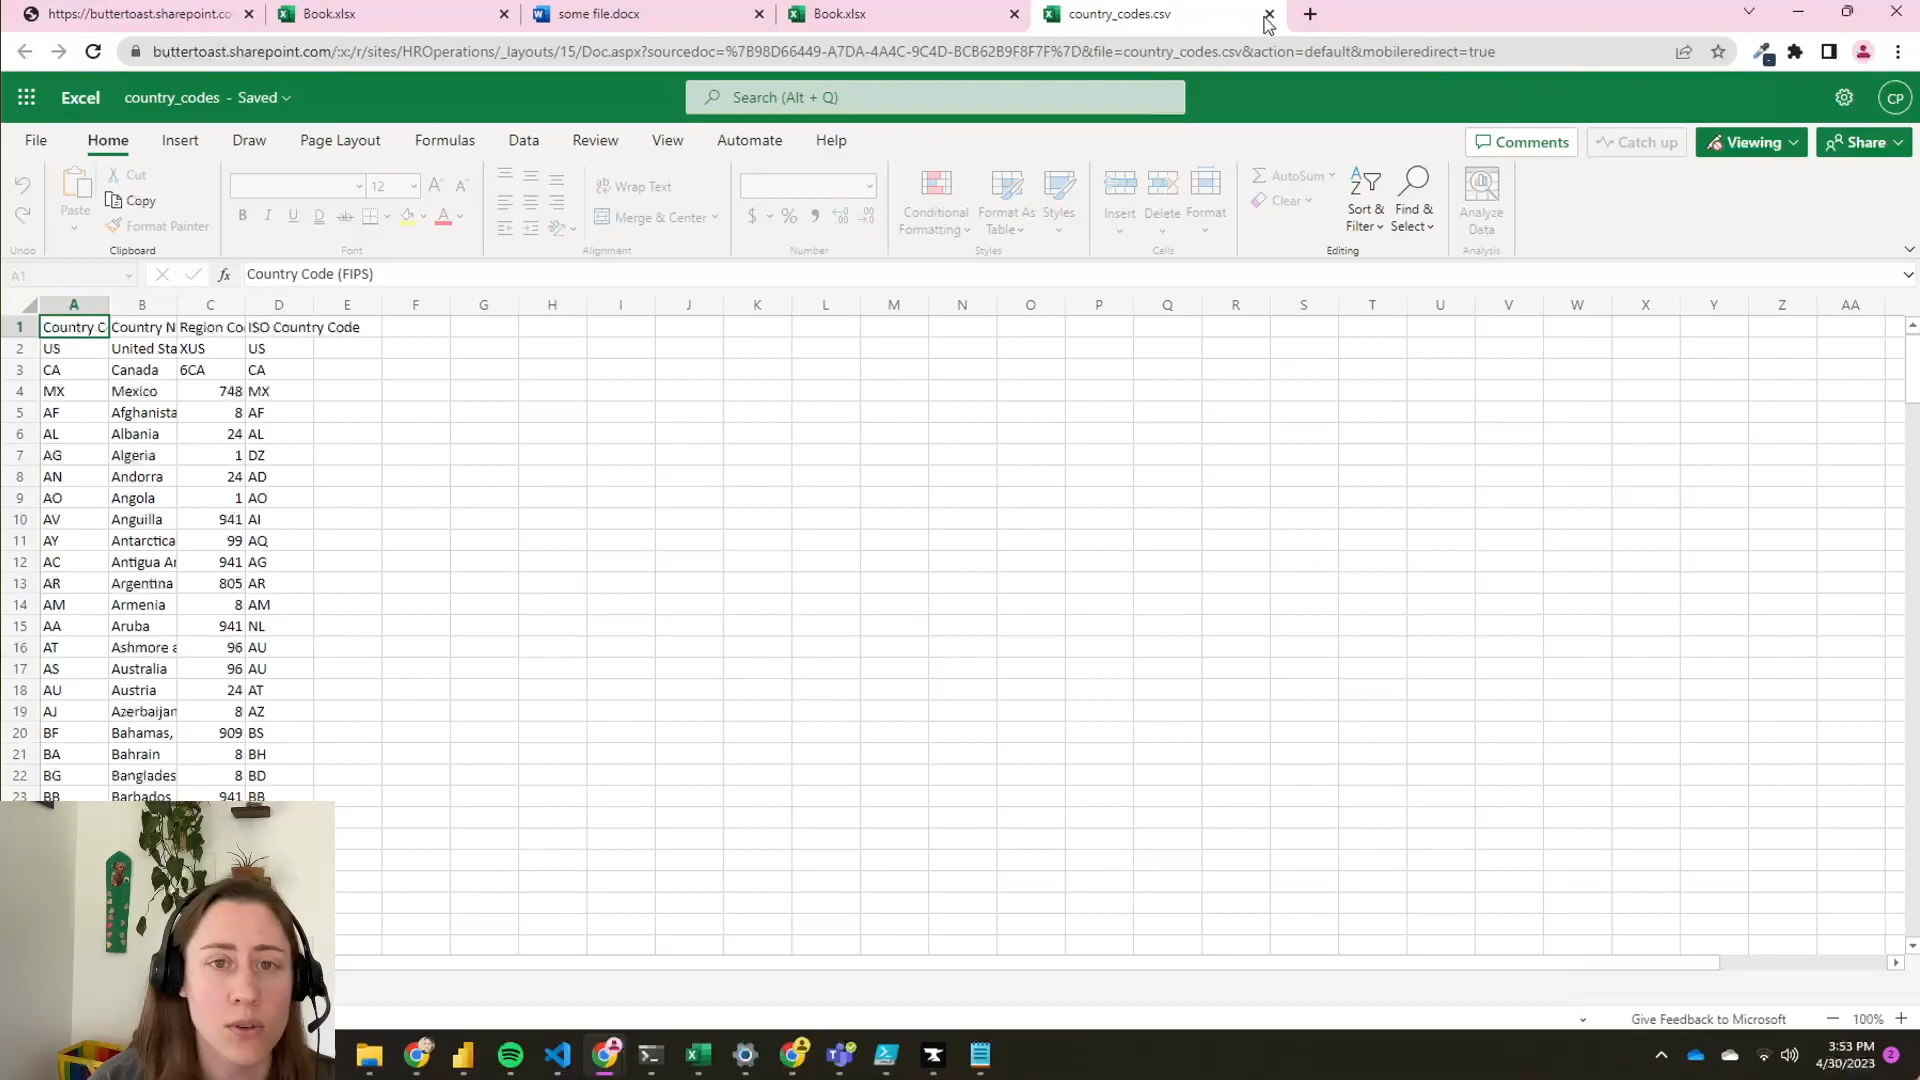 https://buttertoast.sharepoint.co
Book.xlsx
some file.docx
Book.xlsx
country_codes.csv
buttertoast.sharepoint.com/:x:/r/sites/HROperations/_layouts/15/Doc.aspx?sourcedoc=%7B98D66449-A7DA-4A4C-9C4D-BCB62B9F8F7F%7D&file=country_codes.csv&action=default&mobileredirect=true
Excel country_codes - Saved
Search (Alt + Q)
CP
File Home Insert Draw Page Layout Formulas Data Review View Automate Help
Comments Catch up Viewing Share
Paste Cut Copy Format Painter
12
Wrap Text
Merge & Center
Conditional Formatting
Format As Table
Styles
Insert Delete Format
AutoSum
Clear
Sort & Filter
Find & Select
Analyze Data
Undo Clipboard Font Alignment Number Styles Cells Editing Analysis
A1 fx Country Code (FIPS)
A B C D E F G H I J K L M N O P Q R S T U V W X Y Z AA
1 Country C Country N Region Co ISO Country Code
2 US United Sta XUS US
3 CA Canada 6CA CA
4 MX Mexico 748 MX
5 AF Afghanista 8 AF
6 AL Albania 24 AL
7 AG Algeria 1 DZ
8 AN Andorra 24 AD
9 AO Angola 1 AO
10 AV Anguilla 941 AI
11 AY Antarctica 99 AQ
12 AC Antigua Ar 941 AG
13 AR Argentina 805 AR
14 AM Armenia 8 AM
15 AA Aruba 941 NL
16 AT Ashmore a 96 AU
17 AS Australia 96 AU
18 AU Austria 24 AT
19 AJ Azerbaijan 8 AZ
20 BF Bahamas, 909 BS
21 BA Bahrain 8 BH
22 BG Banglades 8 BD
23 BB Barbados 941 BB
Give Feedback to Microsoft 100%
3:53 PM
4/30/2023
2